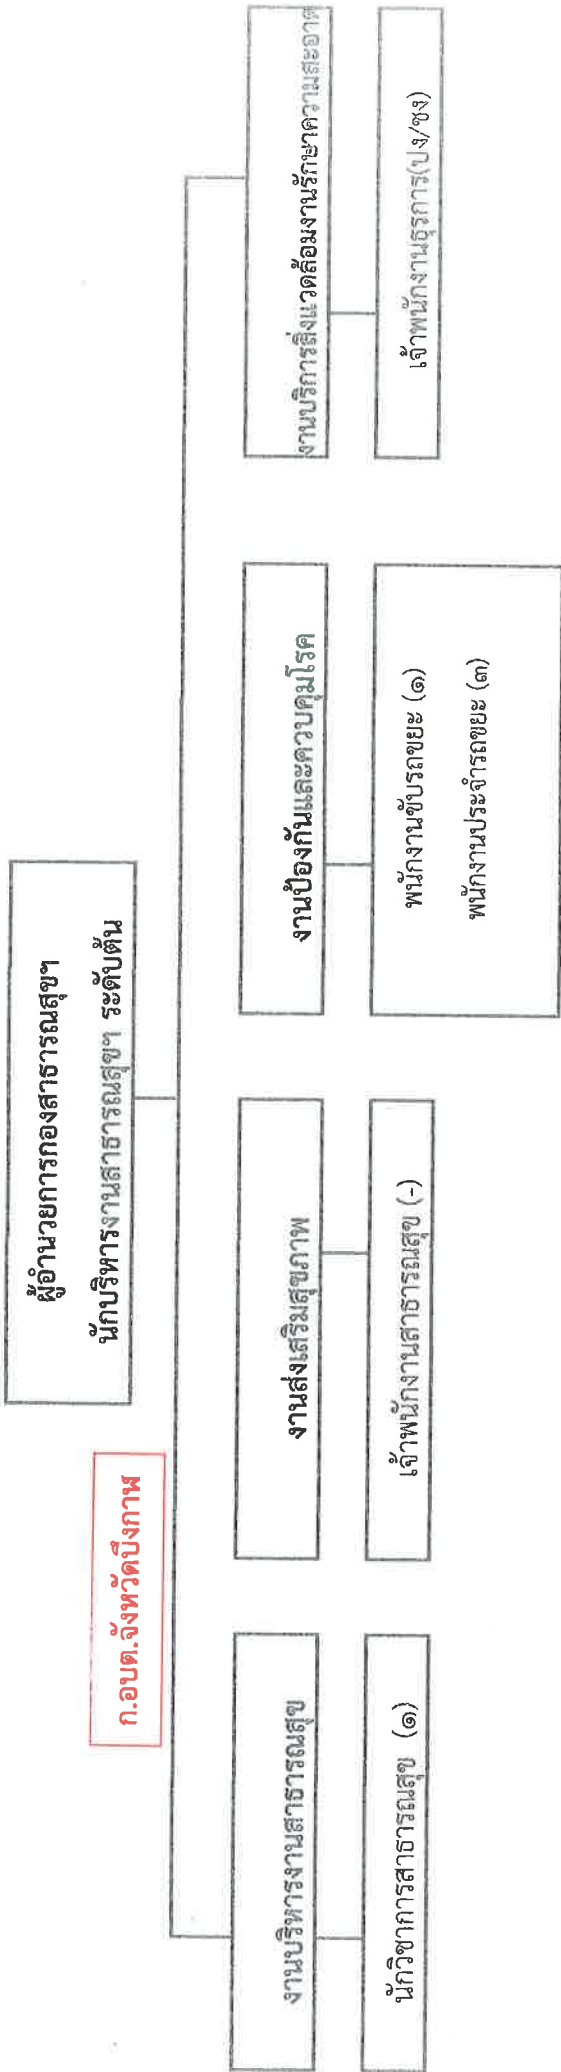 ผู้อำนวยการกองสาธารณสุขฯ
นักบริหารงานสาธารณสุขฯ ระดับต้น
ก.อบต.จังหวัดบึงกาฬ
งานบริหารงานสาธารณสุข
นักวิชาการสาธารณสุข (๑)
งานส่งเสริมสุขภาพ
เจ้าพนักงานสาธารณสุข (-)
งานป้องกันและควบคุมโรค
พนักงานขับรถขยะ (๑)
พนักงานประจำรถขยะ (๓)
งานบริการสิ่งแวดล้อมงานรักษาความสะอาด
เจ้าพนักงานธุรการ(ปง/ชง)